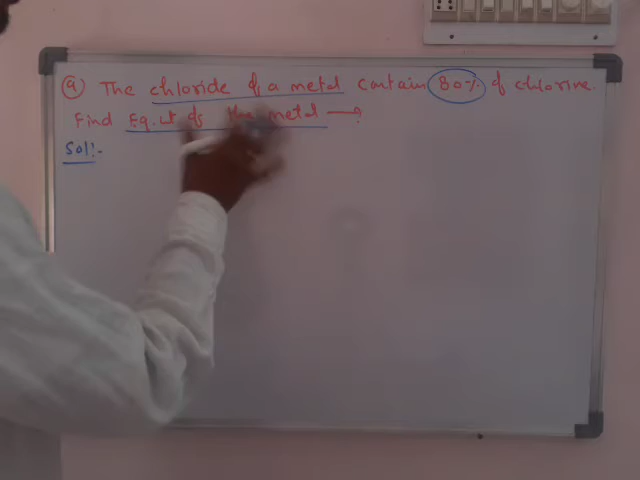 Q) The chloride of a metal contain 80% of chlorine.
Find Eq.wt of the metal —?
Sol:-